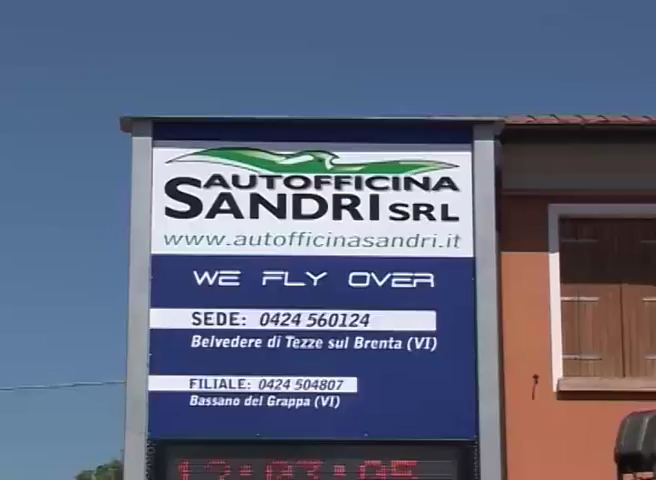 AUTOFFICINA
SANDRI SRL
www.autofficinasandri.it
WE FLY OVER
SEDE: 0424 560124
Belvedere di Tezze sul Brenta (VI)
FILIALE: 0424 504807
Bassano del Grappa (VI)